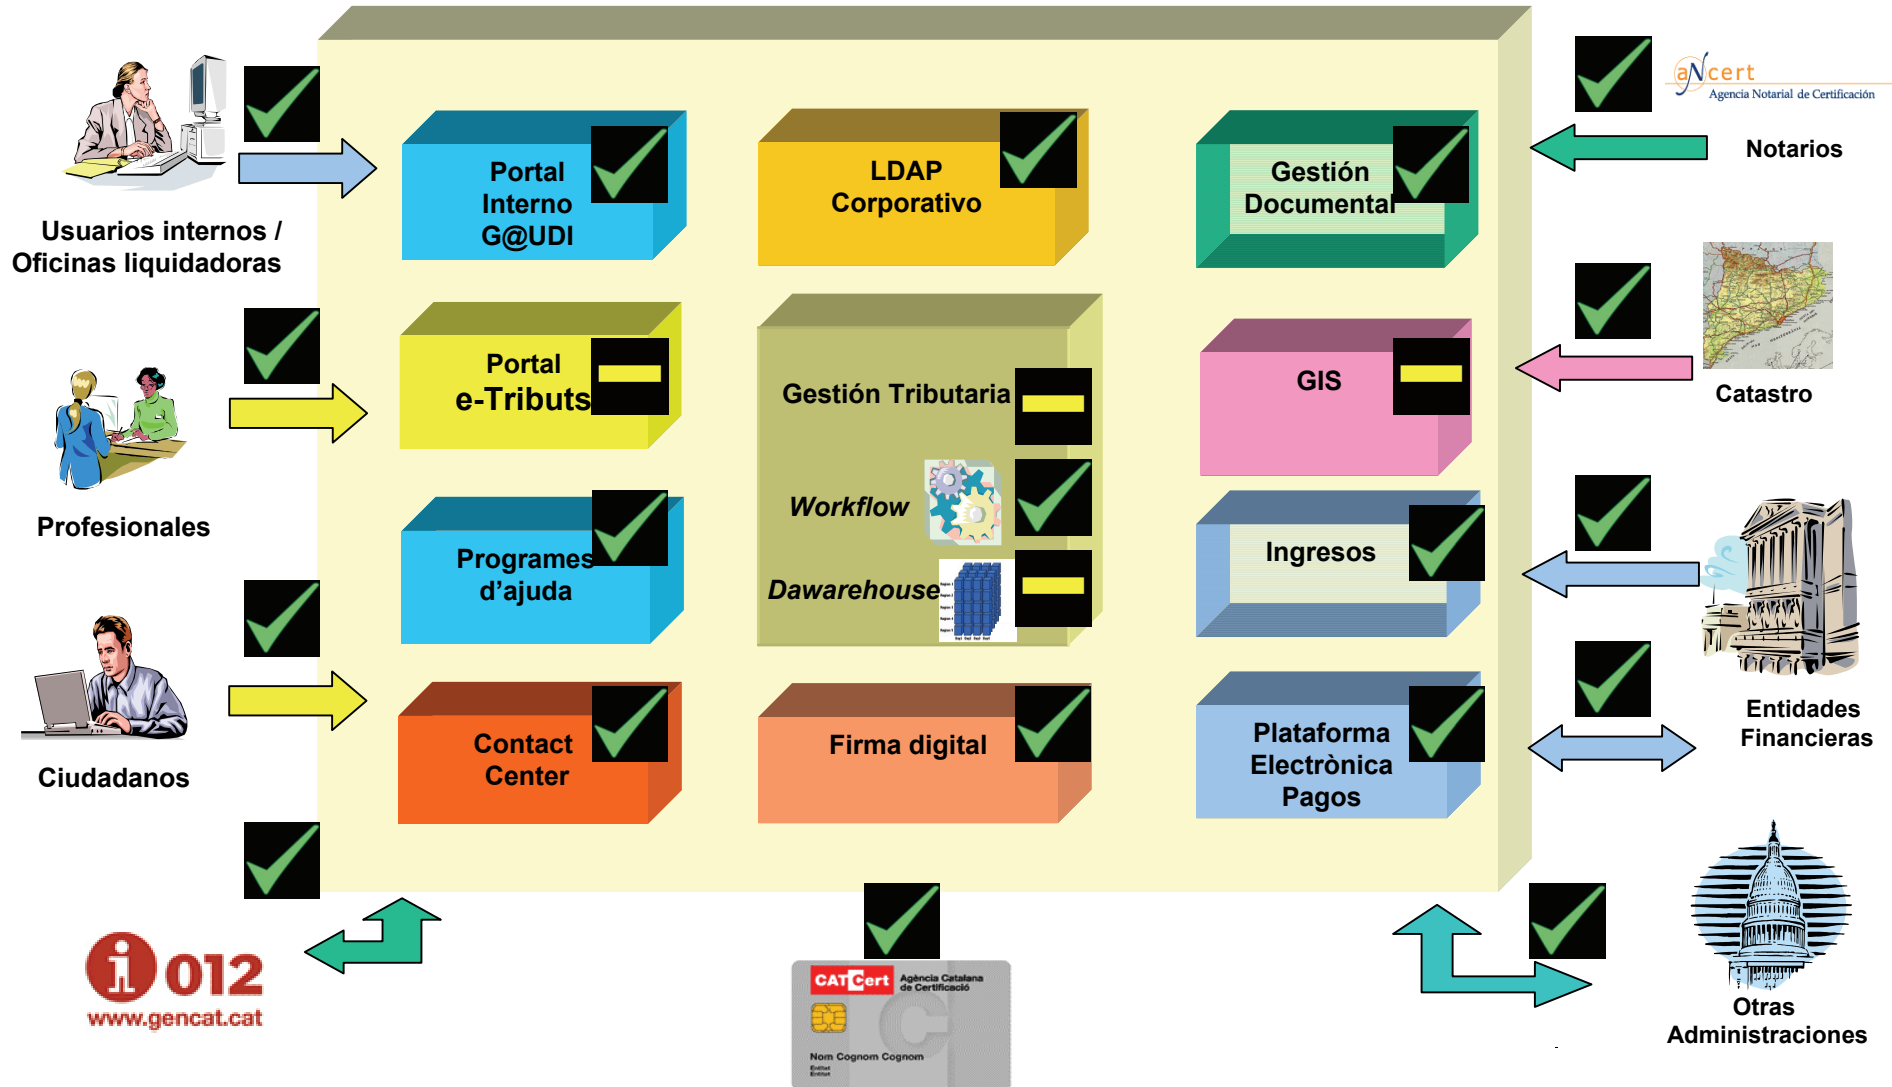 Usuarios internos /
Oficinas liquidadoras
Profesionales
Ciudadanos
012
www.gencat.cat
Portal
Interno
G@UDI
LDAP
Corporativo
Gestión
Documental
Portal
e-Tributs
Gestión Tributaria
Workflow
Dawarehouse
GIS
Programes
d’ajuda
Ingresos
Contact
Center
Firma digital
Plataforma
Electrònica
Pagos
CATCert
Agència Catalana
de Certificació
Nom Cognom Cognom
Entitat
Entitat
aNcert
Agencia Notarial de Certificación
Notarios
Catastro
Entidades
Financieras
Otras
Administraciones